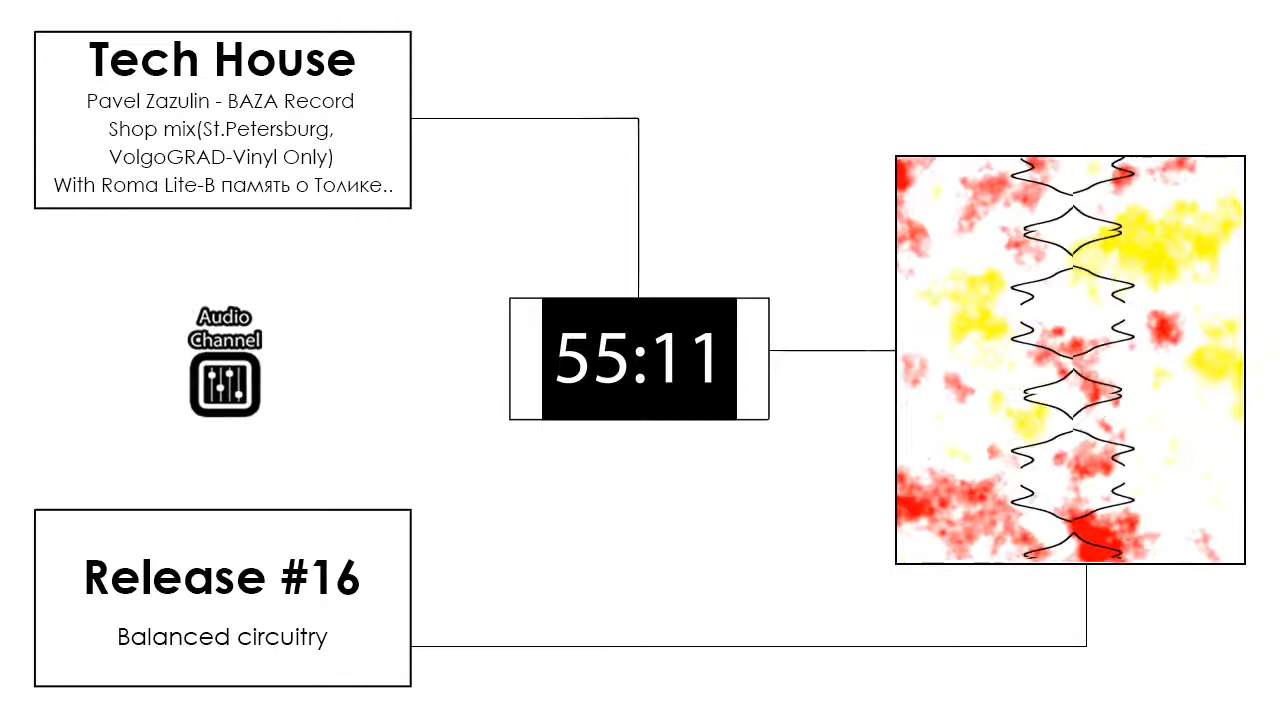 Tech House
Pavel Zazulin - BAZA Record
Shop mix(St.Petersburg,
VolgoGRAD-Vinyl Only)
With Roma Lite-В память о Толике..
Audio
Channel
55:11
Release #16
Balanced circuitry